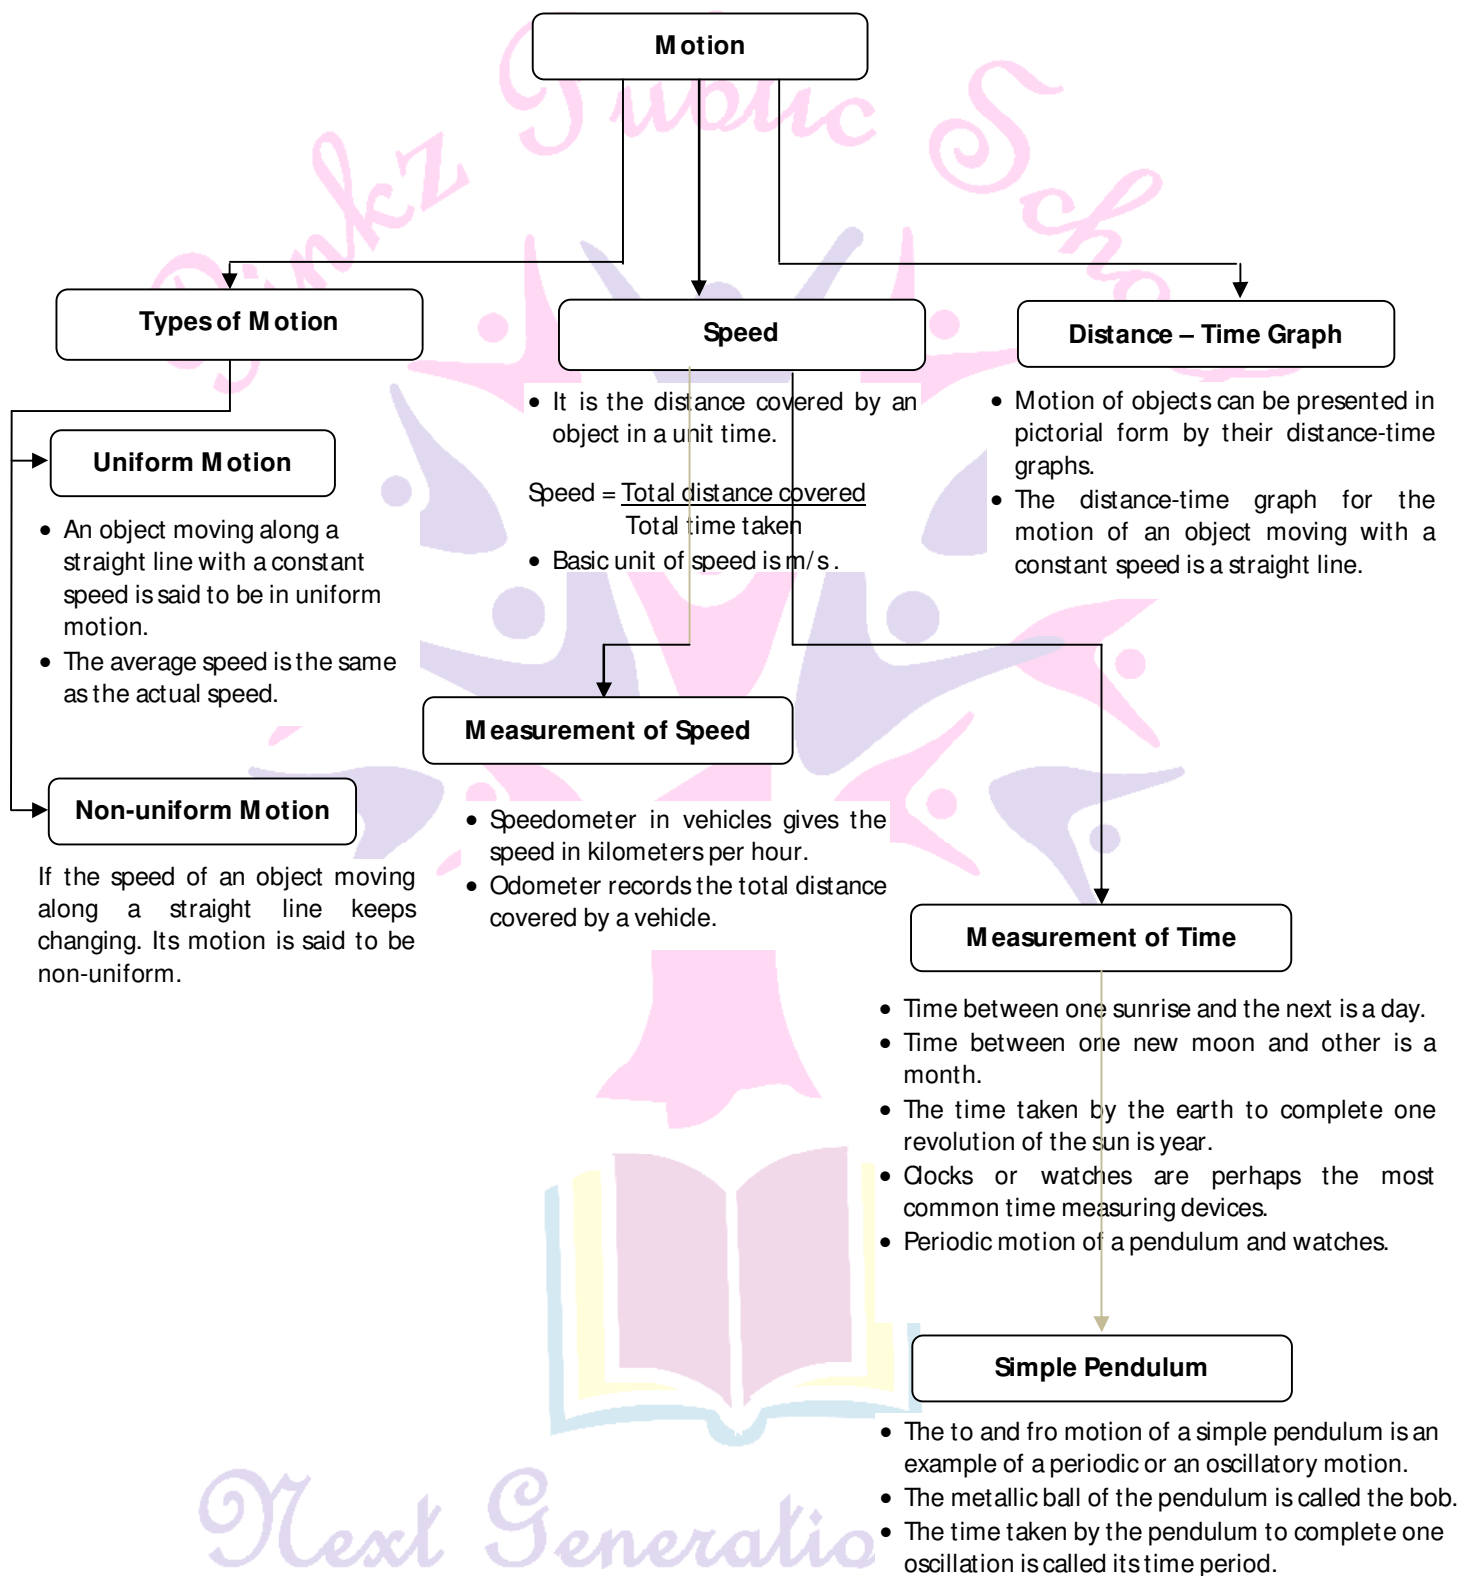 Motion
Pinkz Public School
Types of Motion
Uniform Motion
• An object moving along a
straight line with a constant
speed is said to be in uniform
motion.
• The average speed is the same
as the actual speed.
Non-uniform Motion
If the speed of an object moving
along a straight line keeps
changing. Its motion is said to be
non-uniform.
Speed
• It is the distance covered by an
object in a unit time.
Speed = Total distance covered
Total time taken
• Basic unit of speed is m/s.
Measurement of Speed
• Speedometer in vehicles gives the
speed in kilometers per hour.
• Odometer records the total distance
covered by a vehicle.
Distance – Time Graph
• Motion of objects can be presented in
pictorial form by their distance-time
graphs.
• The distance-time graph for the
motion of an object moving with a
constant speed is a straight line.
Measurement of Time
• Time between one sunrise and the next is a day.
• Time between one new moon and other is a
month.
• The time taken by the earth to complete one
revolution of the sun is year.
• Clocks or watches are perhaps the most
common time measuring devices.
• Periodic motion of a pendulum and watches.
Simple Pendulum
• The to and fro motion of a simple pendulum is an
example of a periodic or an oscillatory motion.
• The metallic ball of the pendulum is called the bob.
• The time taken by the pendulum to complete one
oscillation is called its time period.
Next Generatio